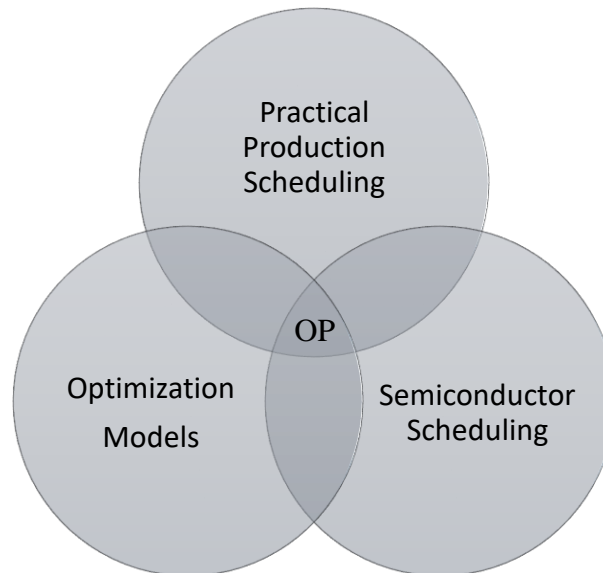 Practical
Production
Scheduling
OP
Optimization
Models
Semiconductor
Scheduling